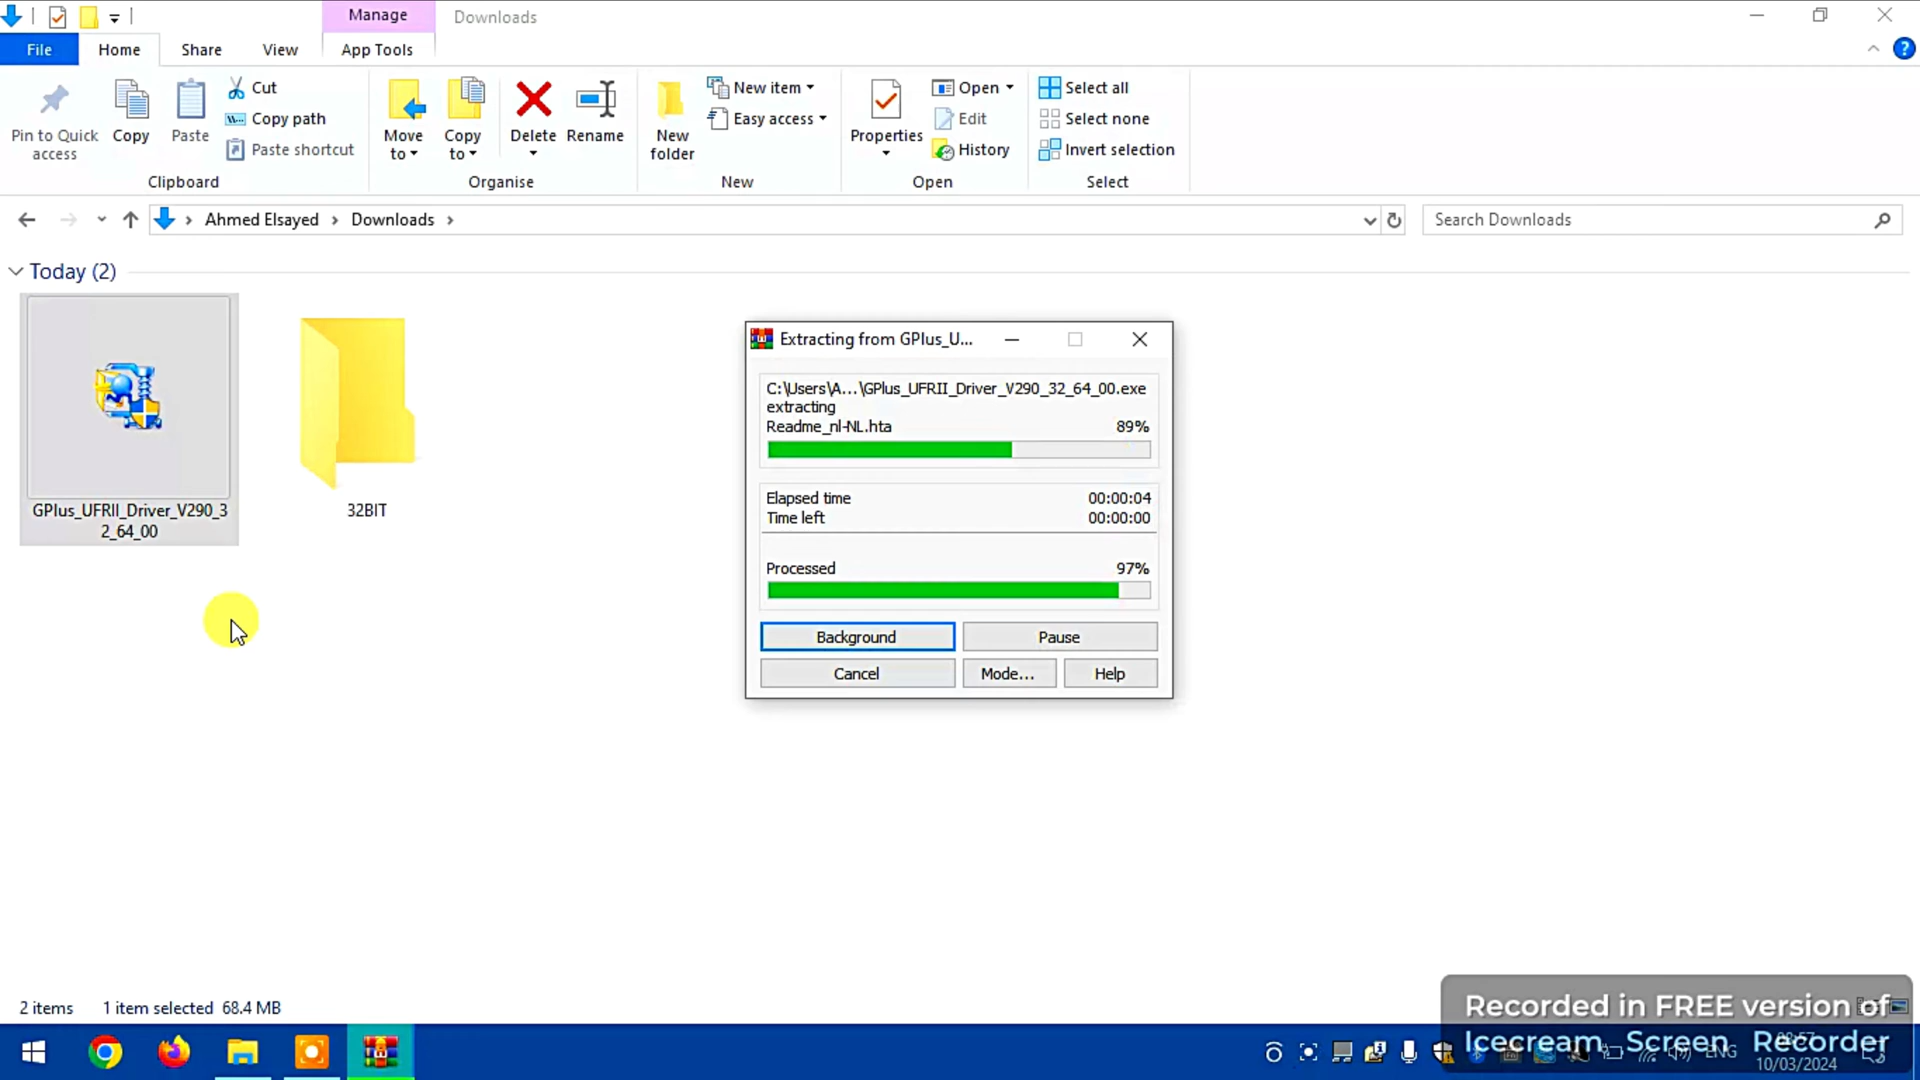 Manage
Downloads
File
Home
Share
View
App Tools
Pin to Quick access
Copy
Paste
Cut
Copy path
Paste shortcut
Clipboard
Move to
Copy to
Delete
Rename
Organise
New folder
New item
Easy access
New
Properties
Open
Edit
History
Open
Select all
Select none
Invert selection
Select
Ahmed Elsayed
Downloads
Search Downloads
Today (2)
GPlus_UFRII_Driver_V290_3
2_64_00
32BIT
Extracting from GPlus_U...
C:\Users\A...\GPlus_UFRII_Driver_V290_32_64_00.exe
extracting
Readme_nl-NL.hta 89%
Elapsed time 00:00:04
Time left 00:00:00
Processed 97%
Background
Pause
Cancel
Mode...
Help
2 items
1 item selected 68.4 MB
Recorded in FREE version of
Icecream Screen Recorder
ENG
10/03/2024